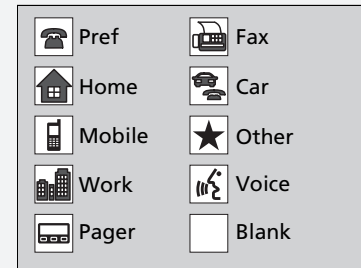 Pref
Home
Mobile
Work
Pager
Fax
Car
Other
Voice
Blank